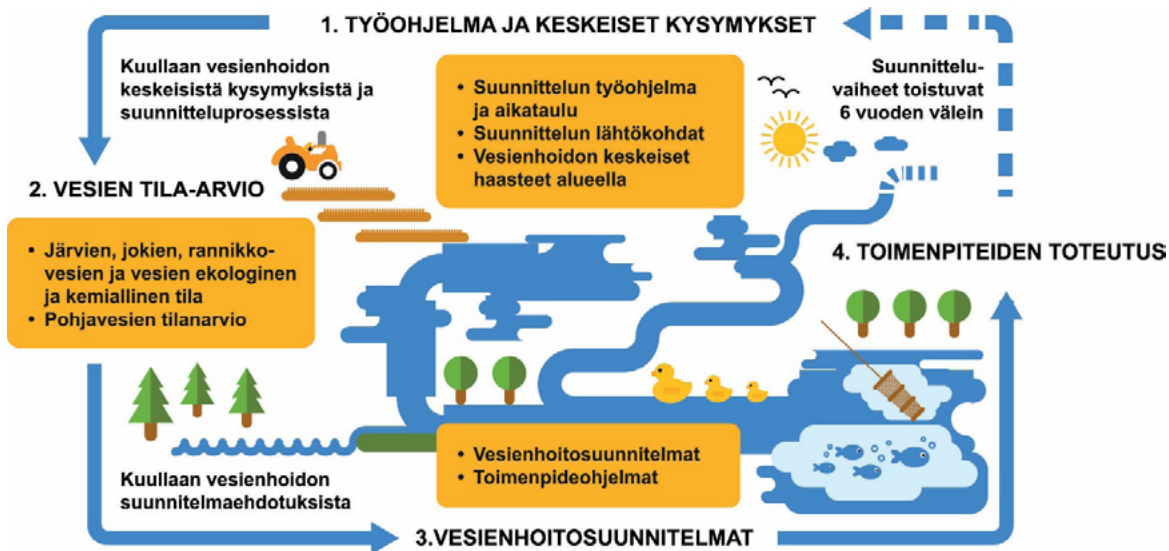 1. TYÖOHJELMA JA KESKEISET KYSYMYKSET
Kuullaan vesienhoidon
keskeisistä kysymyksistä ja
suunnitteluprosessista
• Suunnittelun työohjelma
ja aikataulu
• Suunnittelun lähtökohdat
• Vesienhoidon keskeiset
haasteet alueella
Suunnittelu-
vaiheet toistuvat
6 vuoden välein
2. VESIEN TILA-ARVIO
• Järvien, jokien, rannikko-
vesien ja vesien ekologinen
ja kemiallinen tila
• Pohjavesien tilanarvio
Kuullaan vesienhoidon
suunnitelmaehdotuksista
• Vesienhoitosuunnitelmat
• Toimenpideohjelmat
3.VESIENHOITOSUUNNITELMAT
4. TOIMENPITEIDEN TOTEUTUS